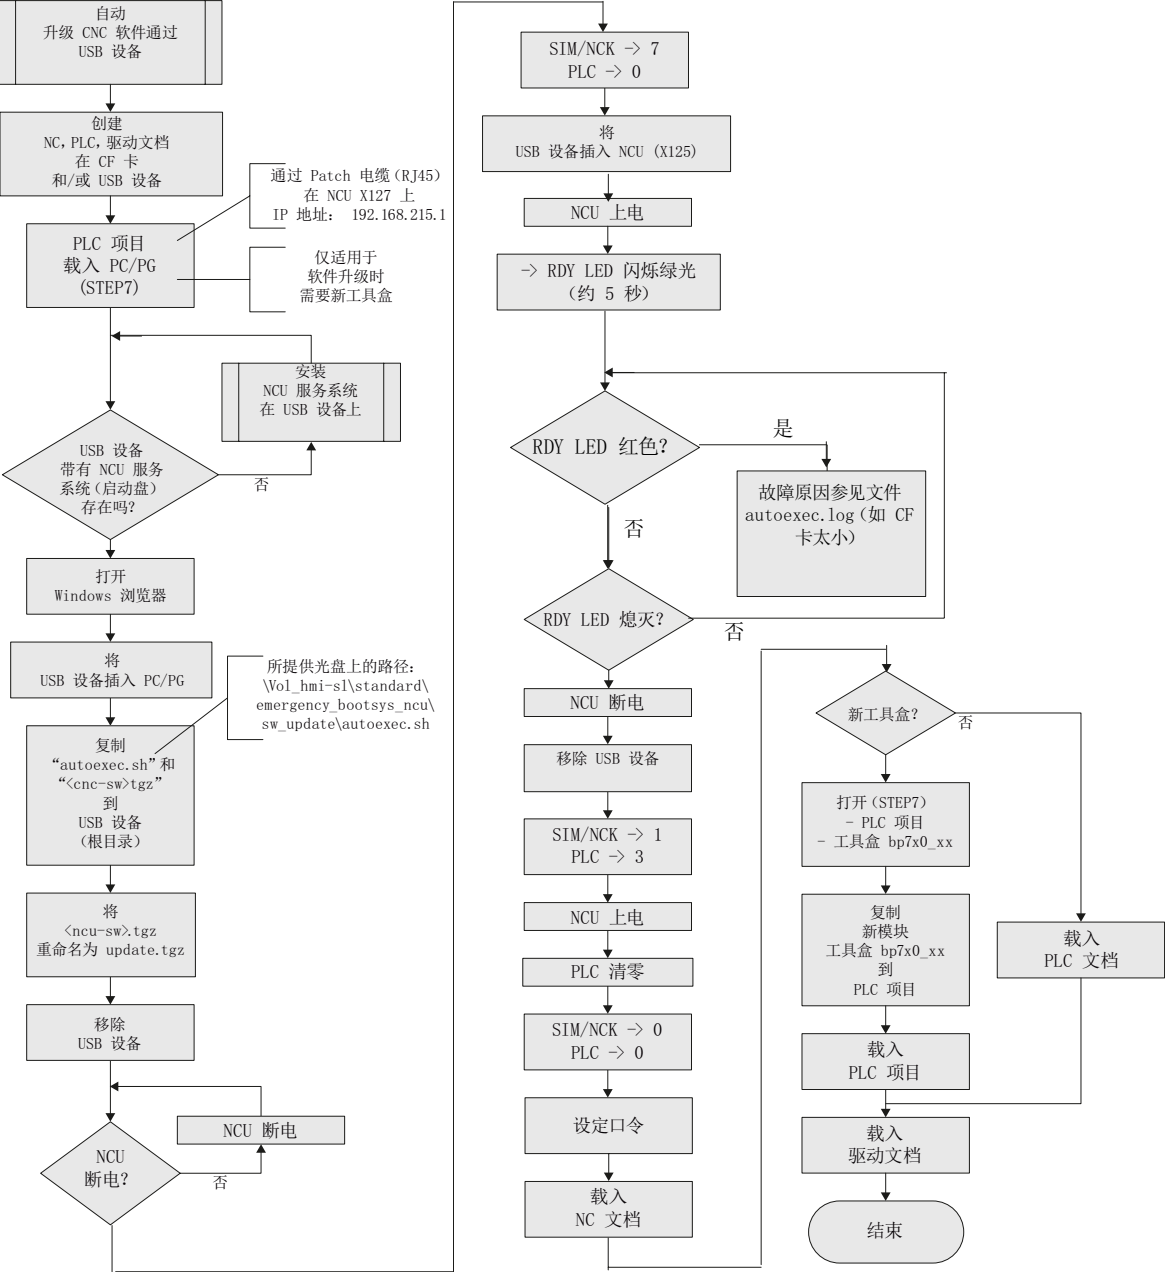 自动
升级 CNC 软件通过
USB 设备
创建
NC,PLC,驱动文档
在 CF 卡
和/或 USB 设备
通过 Patch 电缆(RJ45)
在 NCU X127 上
IP 地址: 192.168.215.1
PLC 项目
载入 PC/PG
(STEP7)
仅适用于
软件升级时
需要新工具盒
安装
NCU 服务系统
在 USB 设备上
USB 设备
带有 NCU 服务
系统(启动盘)
存在吗?
否
打开
Windows 浏览器
将
USB 设备插入 PC/PG
所提供光盘上的路径:
\Vol_hmi-sl\standard\
emergency_bootsys_ncu\
sw_update\autoexec.sh
复制
“autoexec.sh”和
“<cnc-sw>tgz”
到
USB 设备
(根目录)
将
<ncu-sw>.tgz
重命名为 update.tgz
移除
USB 设备
NCU 断电
NCU
断电?
否
SIM/NCK -> 7
PLC -> 0
将
USB 设备插入 NCU (X125)
NCU 上电
-> RDY LED 闪烁绿光
(约 5 秒)
RDY LED 红色?
是
故障原因参见文件
autoexec.log(如 CF
卡太小)
否
RDY LED 熄灭?
否
NCU 断电
移除 USB 设备
SIM/NCK -> 1
PLC -> 3
NCU 上电
PLC 清零
SIM/NCK -> 0
PLC -> 0
设定口令
载入
NC 文档
新工具盒?
否
打开(STEP7)
- PLC 项目
- 工具盒 bp7x0_xx
复制
新模块
工具盒 bp7x0_xx
到
PLC 项目
载入
PLC 文档
载入
PLC 项目
载入
驱动文档
结束